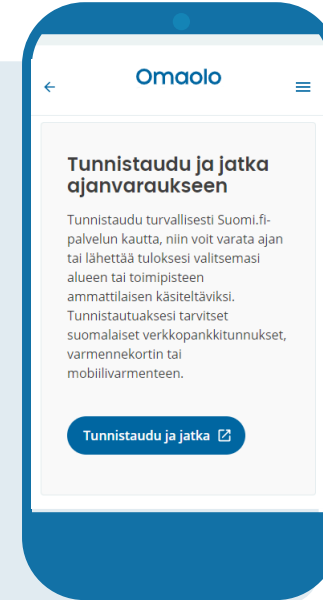 Omaolo
Tunnistaudu ja jatka
ajanvaraukseen
Tunnistaudu turvallisesti Suomi.fi-
palvelun kautta, niin voit varata ajan
tai lähettää tuloksesi valitsemasi
alueen tai toimipisteen
ammattilaisen käsiteltäviksi.
Tunnistautuaksesi tarvitset
suomalaiset verkkopankkitunnukset,
varmennekortin tai
mobiilivarmenteen.
Tunnistaudu ja jatka